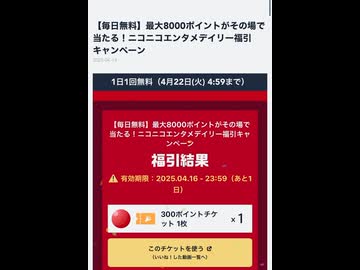 【毎日無料】最大8000ポイントがその場で
当たる！ニコニコエンタメデイリー福引
キャンペーン
2025-04-14
1日1回無料（4月22日(火) 4:59まで）
【毎日無料】最大8000ポイントがその場で
当たる！ニコニコエンタメデイリー福引キャ
ンペーン
福引結果
有効期限：2025.04.16 - 23:59（あと1
日）
300ポイントチケ
ット 1枚
×1
このチケットを使う
（いいね！した動画一覧へ）